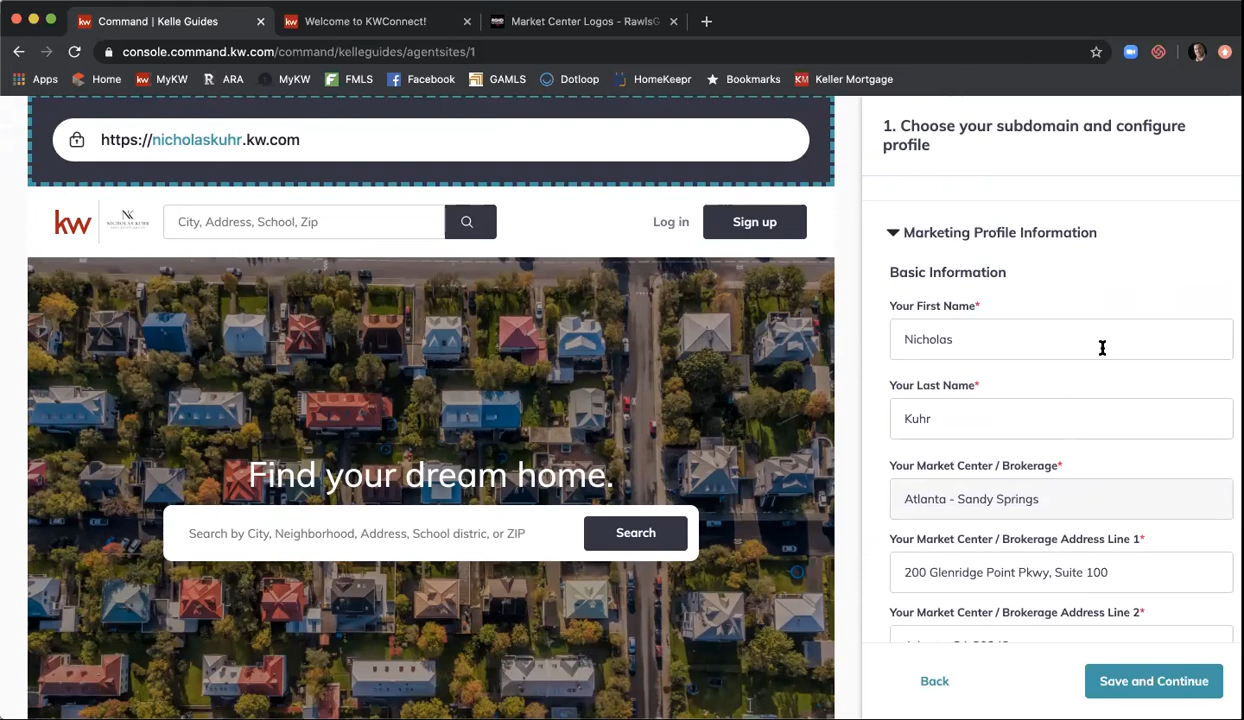 Command | Kelle Guides
Welcome to KWConnect!
Market Center Logos - RawlsG
console.command.kw.com/command/kelleguides/agentsites/1
Apps
Home
MyKW
ARA
MyKW
FMLS
Facebook
GAMLS
Dotloop
HomeKeepr
Bookmarks
Keller Mortgage
https://nicholaskuhr.kw.com
kw
NK
NICHOLAS KUHR
City, Address, School, Zip
Log in
Sign up
Find your dream home.
Search by City, Neighborhood, Address, School distric, or ZIP
Search
1. Choose your subdomain and configure
profile
Marketing Profile Information
Basic Information
Your First Name*
Nicholas
Your Last Name*
Kuhr
Your Market Center / Brokerage*
Atlanta - Sandy Springs
Your Market Center / Brokerage Address Line 1*
200 Glenridge Point Pkwy, Suite 100
Your Market Center / Brokerage Address Line 2*
Back
Save and Continue